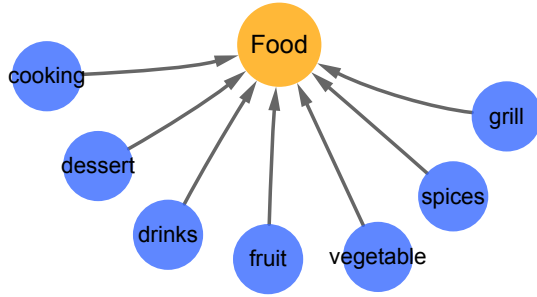 Food
cooking
dessert
drinks
fruit
vegetable
spices
grill